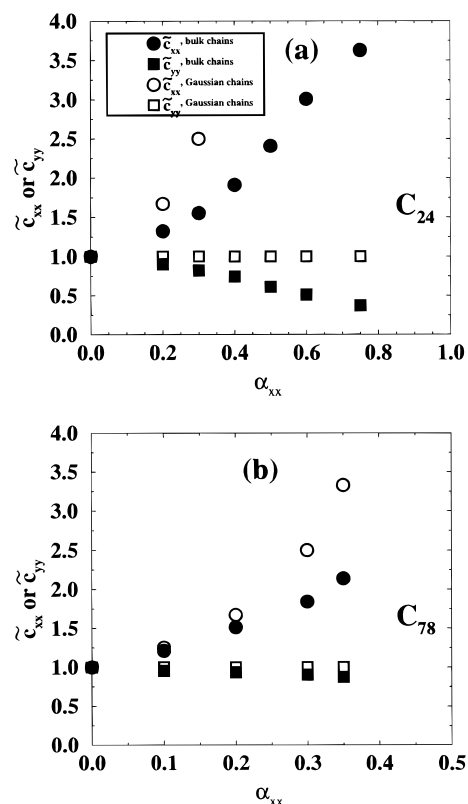 4.0
(a)
c̃xx, bulk chains
c̃yy, bulk chains
c̃xx, Gaussian chains
c̃yy, Gaussian chains
3.5
3.0
2.5
2.0
1.5
1.0
0.5
0.0
c̃xx or c̃yy
C24
0.0 0.2 0.4 0.6 0.8 1.0
αxx
4.0
(b)
3.5
3.0
2.5
2.0
1.5
1.0
0.5
0.0
c̃xx or c̃yy
C78
0.0 0.1 0.2 0.3 0.4 0.5
αxx